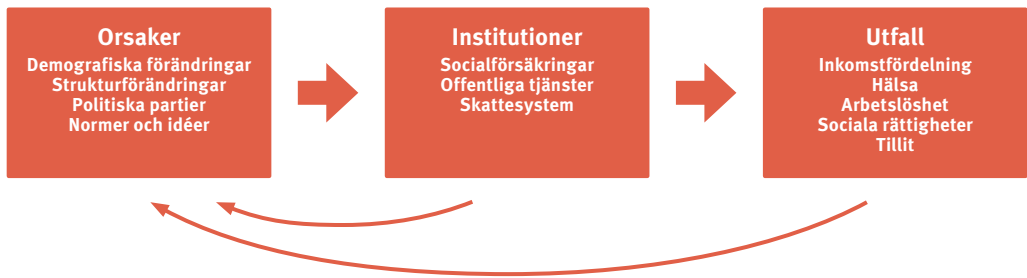 Orsaker
Demografiska förändringar
Strukturförändringar
Politiska partier
Normer och idéer
Institutioner
Socialförsäkringar
Offentliga tjänster
Skattesystem
Utfall
Inkomstfördelning
Hälsa
Arbetslöshet
Sociala rättigheter
Tillit